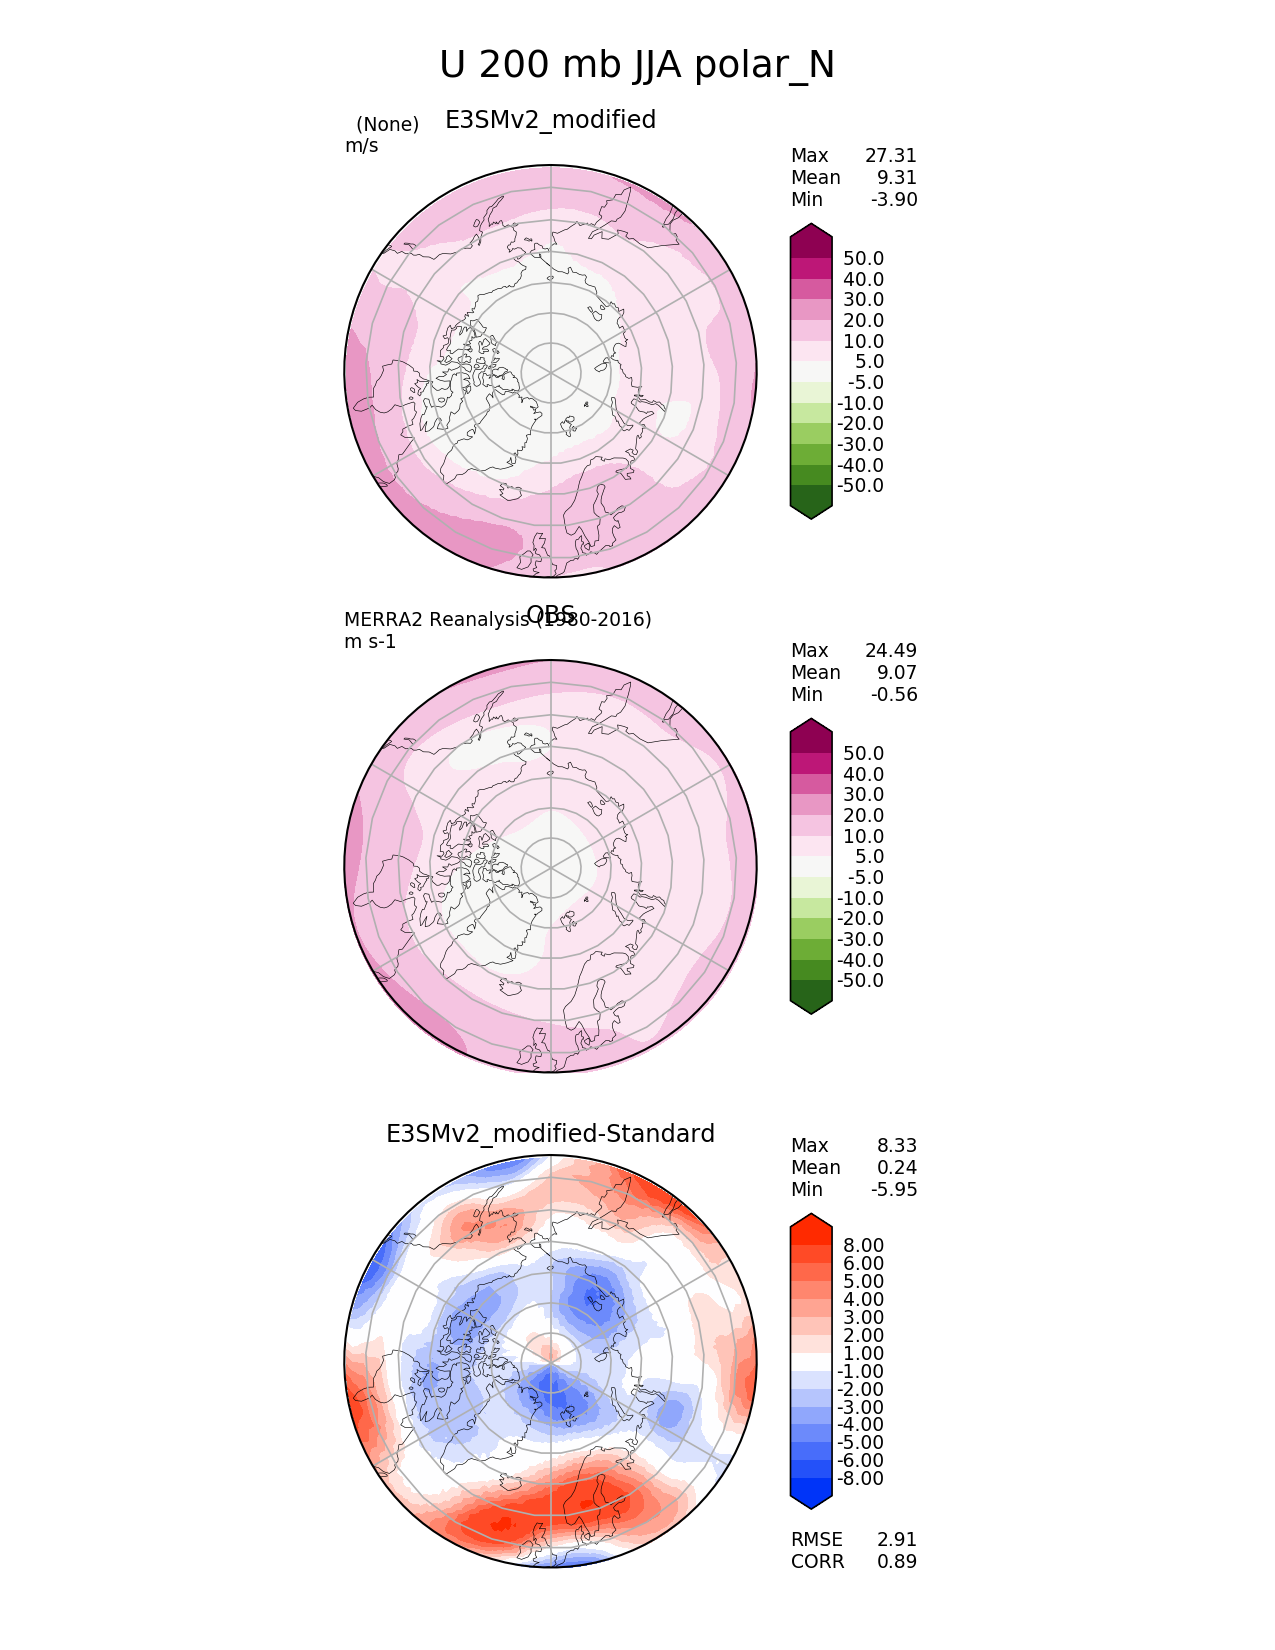 U 200 mb JJA polar_N
(None)
E3SMv2_modified
m/s
Max 27.31
Mean 9.31
Min -3.90
50.0
40.0
30.0
20.0
10.0
5.0
-5.0
-10.0
-20.0
-30.0
-40.0
-50.0
OBS
MERRA2 Reanalysis (1980-2016)
m s-1
Max 24.49
Mean 9.07
Min -0.56
50.0
40.0
30.0
20.0
10.0
5.0
-5.0
-10.0
-20.0
-30.0
-40.0
-50.0
E3SMv2_modified-Standard
Max 8.33
Mean 0.24
Min -5.95
8.00
6.00
5.00
4.00
3.00
2.00
1.00
-1.00
-2.00
-3.00
-4.00
-5.00
-6.00
-8.00
RMSE 2.91
CORR 0.89